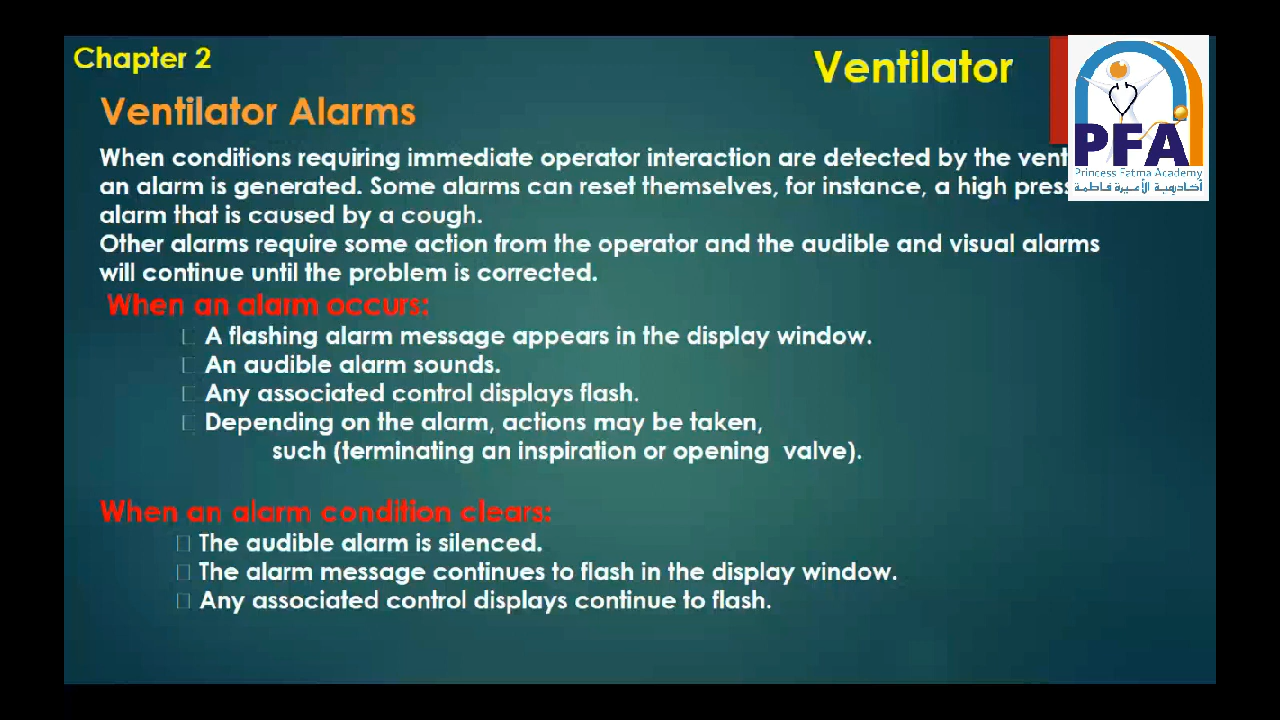 Chapter 2
Ventilator
PFA
Princess Fatma Academy
أكاديمية الأميرة فاطمة
Ventilator Alarms
When conditions requiring immediate operator interaction are detected by the vent
an alarm is generated. Some alarms can reset themselves, for instance, a high press
alarm that is caused by a cough.
Other alarms require some action from the operator and the audible and visual alarms
will continue until the problem is corrected.
When an alarm occurs:
A flashing alarm message appears in the display window.
An audible alarm sounds.
Any associated control displays flash.
Depending on the alarm, actions may be taken,
such (terminating an inspiration or opening valve).
When an alarm condition clears:
The audible alarm is silenced.
The alarm message continues to flash in the display window.
Any associated control displays continue to flash.